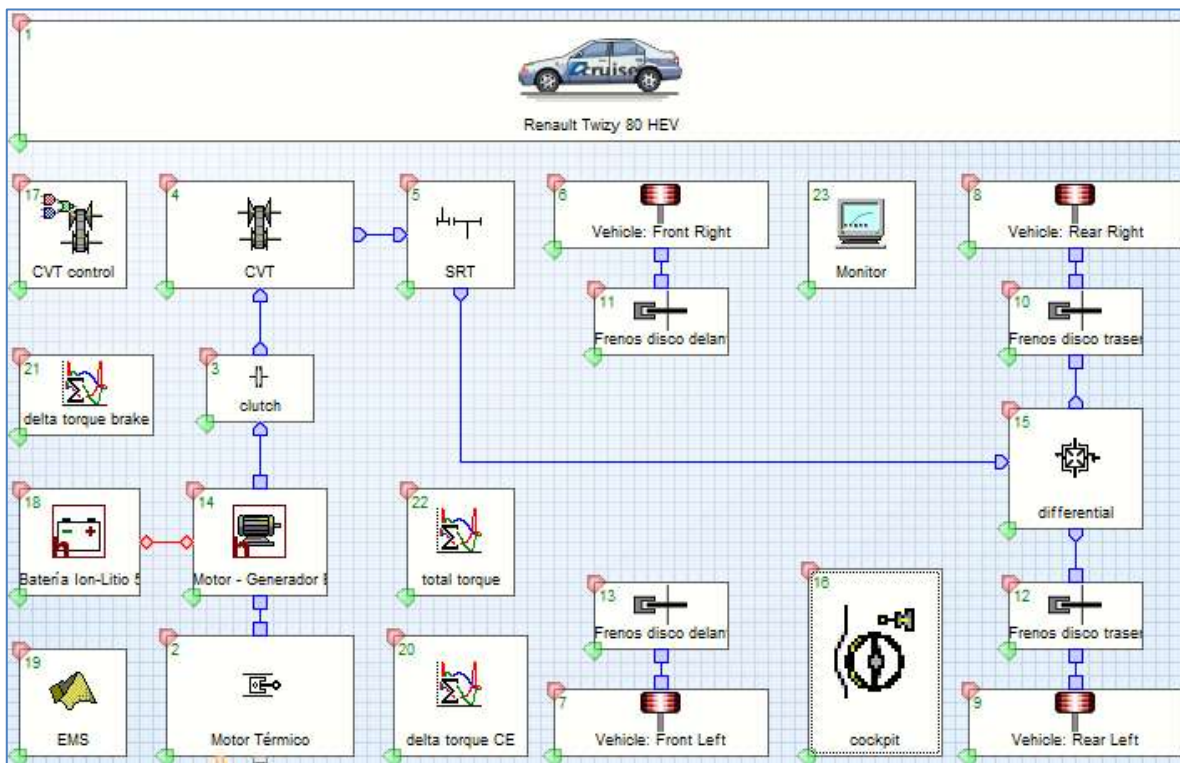 1
cruise
Renault Twizy 80 HEV
17
CVT control
4
CVT
5
SRT
6
Vehicle: Front Right
23
Monitor
8
Vehicle: Rear Right
11
Frenos disco delan
10
Frenos disco traser
21
delta torque brake
3
clutch
15
differential
18
h
Batería Ion-Litio 5
14
h
Motor - Generador
22
total torque
13
Frenos disco delan
16
cockpit
12
Frenos disco traser
19
EMS
2
Motor Térmico
20
delta torque CE
7
Vehicle: Front Left
9
Vehicle: Rear Left